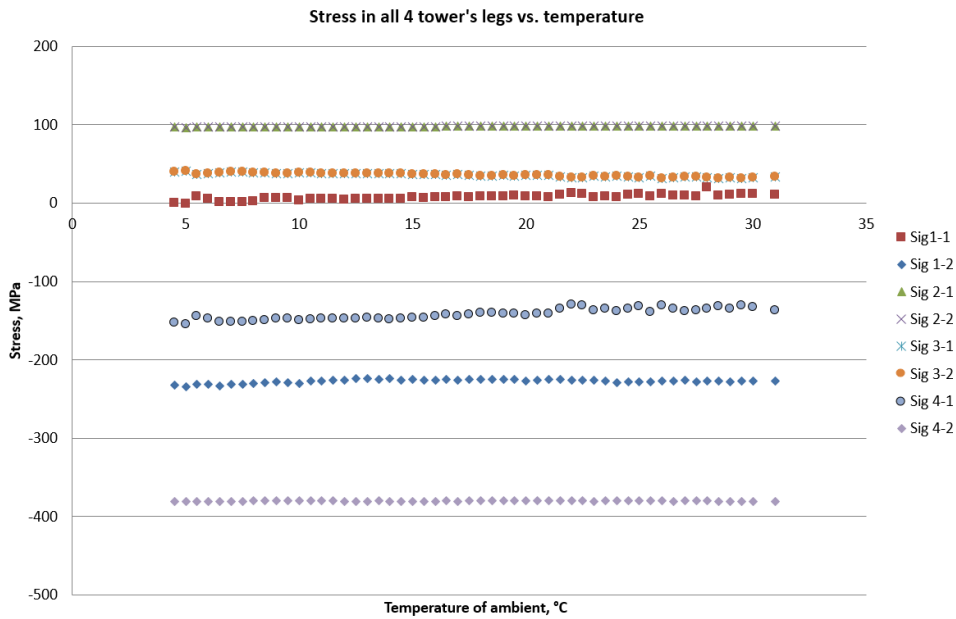 Stress in all 4 tower's legs vs. temperature
200
100
0
0 5 10 15 20 25 30 35
-100
-200
-300
-400
-500
Stress, MPa
Temperature of ambient, °C
Sig1-1
Sig 1-2
Sig 2-1
Sig 2-2
Sig 3-1
Sig 3-2
Sig 4-1
Sig 4-2